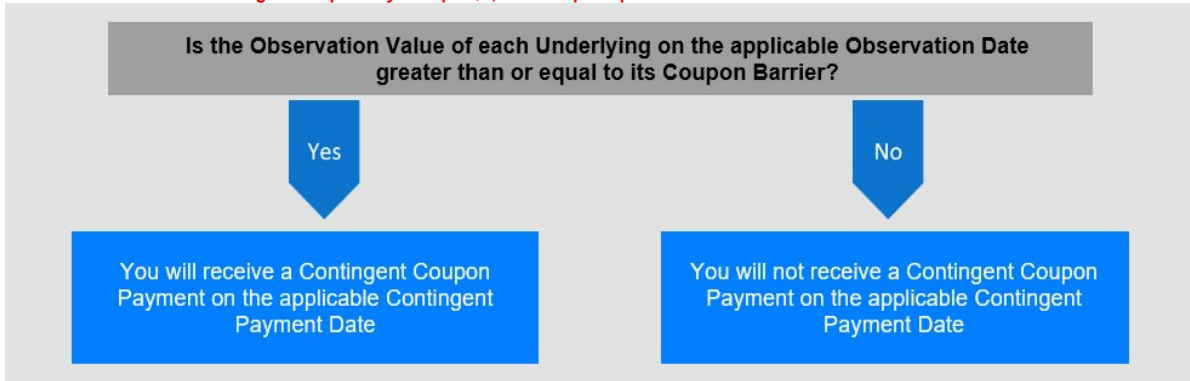 Is the Observation Value of each Underlying on the applicable Observation Date
greater than or equal to its Coupon Barrier?
Yes
No
You will receive a Contingent Coupon
Payment on the applicable Contingent
Payment Date
You will not receive a Contingent Coupon
Payment on the applicable Contingent
Payment Date